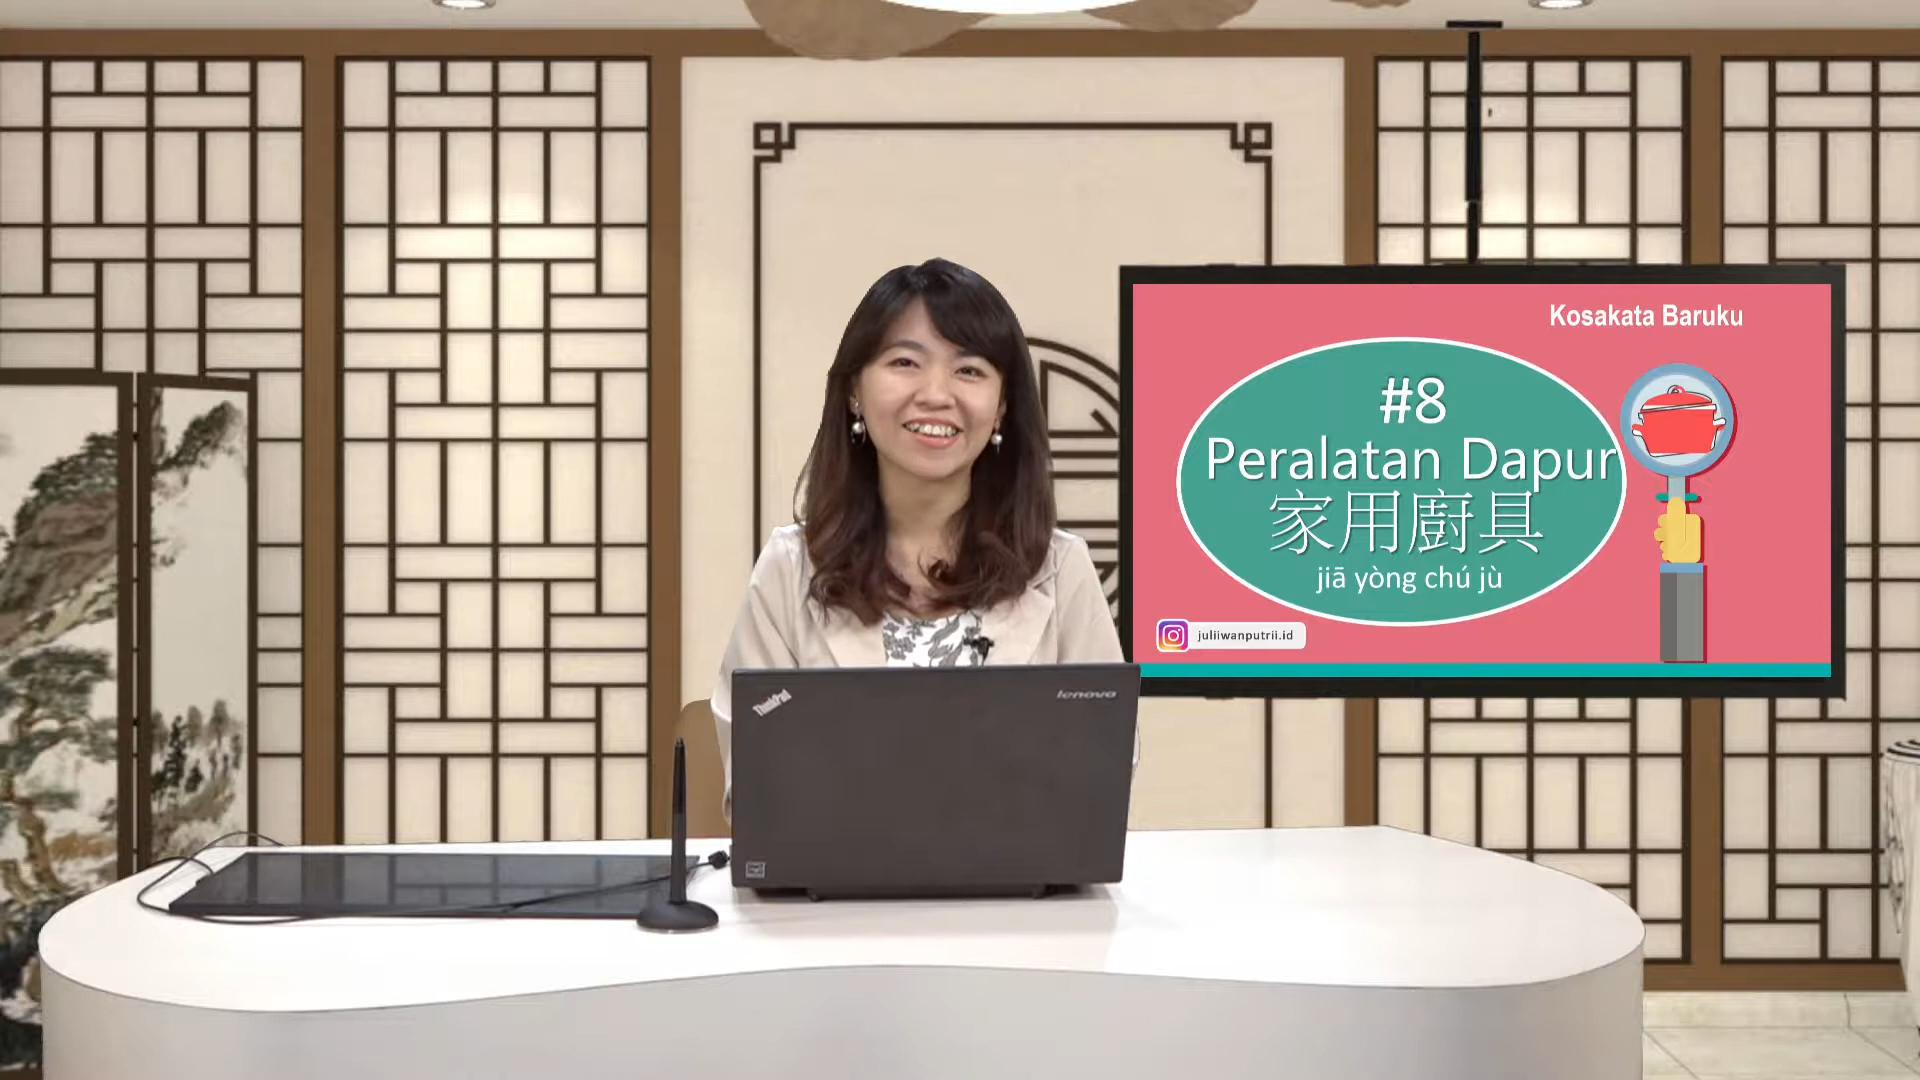 Kosakata Baruku
#8
Peralatan Dapur
家用廚具
jiā yòng chú jù
juliiwanputrii.id
ThinkPad
lenovo